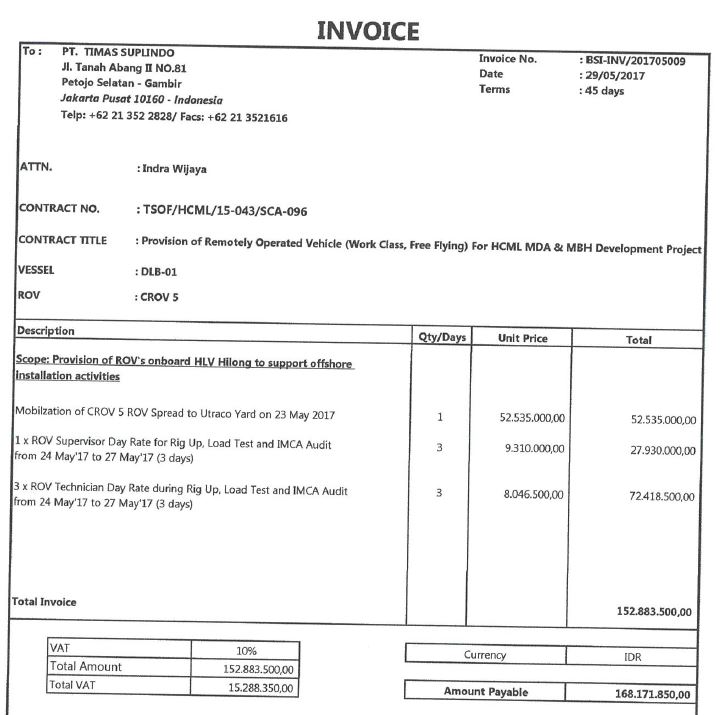 INVOICE
To : PT. TIMAS SUPLINDO
Jl. Tanah Abang II NO.81
Petojo Selatan - Gambir
Jakarta Pusat 10160 - Indonesia
Telp: +62 21 352 2828/ Facs: +62 21 3521616
Invoice No. : BSI-INV/201705009
Date : 29/05/2017
Terms : 45 days
ATTN. : Indra Wijaya
CONTRACT NO. : TSOF/HCML/15-043/SCA-096
CONTRACT TITLE : Provision of Remotely Operated Vehicle (Work Class, Free Flying) For HCML MDA & MBH Development Project
VESSEL : DLB-01
ROV : CROV 5
Description Qty/Days Unit Price Total
Scope: Provision of ROV's onboard HLV Hilong to support offshore
installation activities
Mobilzation of CROV 5 ROV Spread to Utraco Yard on 23 May 2017 1 52.535.000,00 52.535.000,00
1 x ROV Supervisor Day Rate for Rig Up, Load Test and IMCA Audit
from 24 May'17 to 27 May'17 (3 days) 3 9.310.000,00 27.930.000,00
3 x ROV Technician Day Rate during Rig Up, Load Test and IMCA Audit
from 24 May'17 to 27 May'17 (3 days) 3 8.046.500,00 72.418.500,00
Total Invoice 152.883.500,00
VAT 10%
Total Amount 152.883.500,00
Total VAT 15.288.350,00
Currency IDR
Amount Payable 168.171.850,00